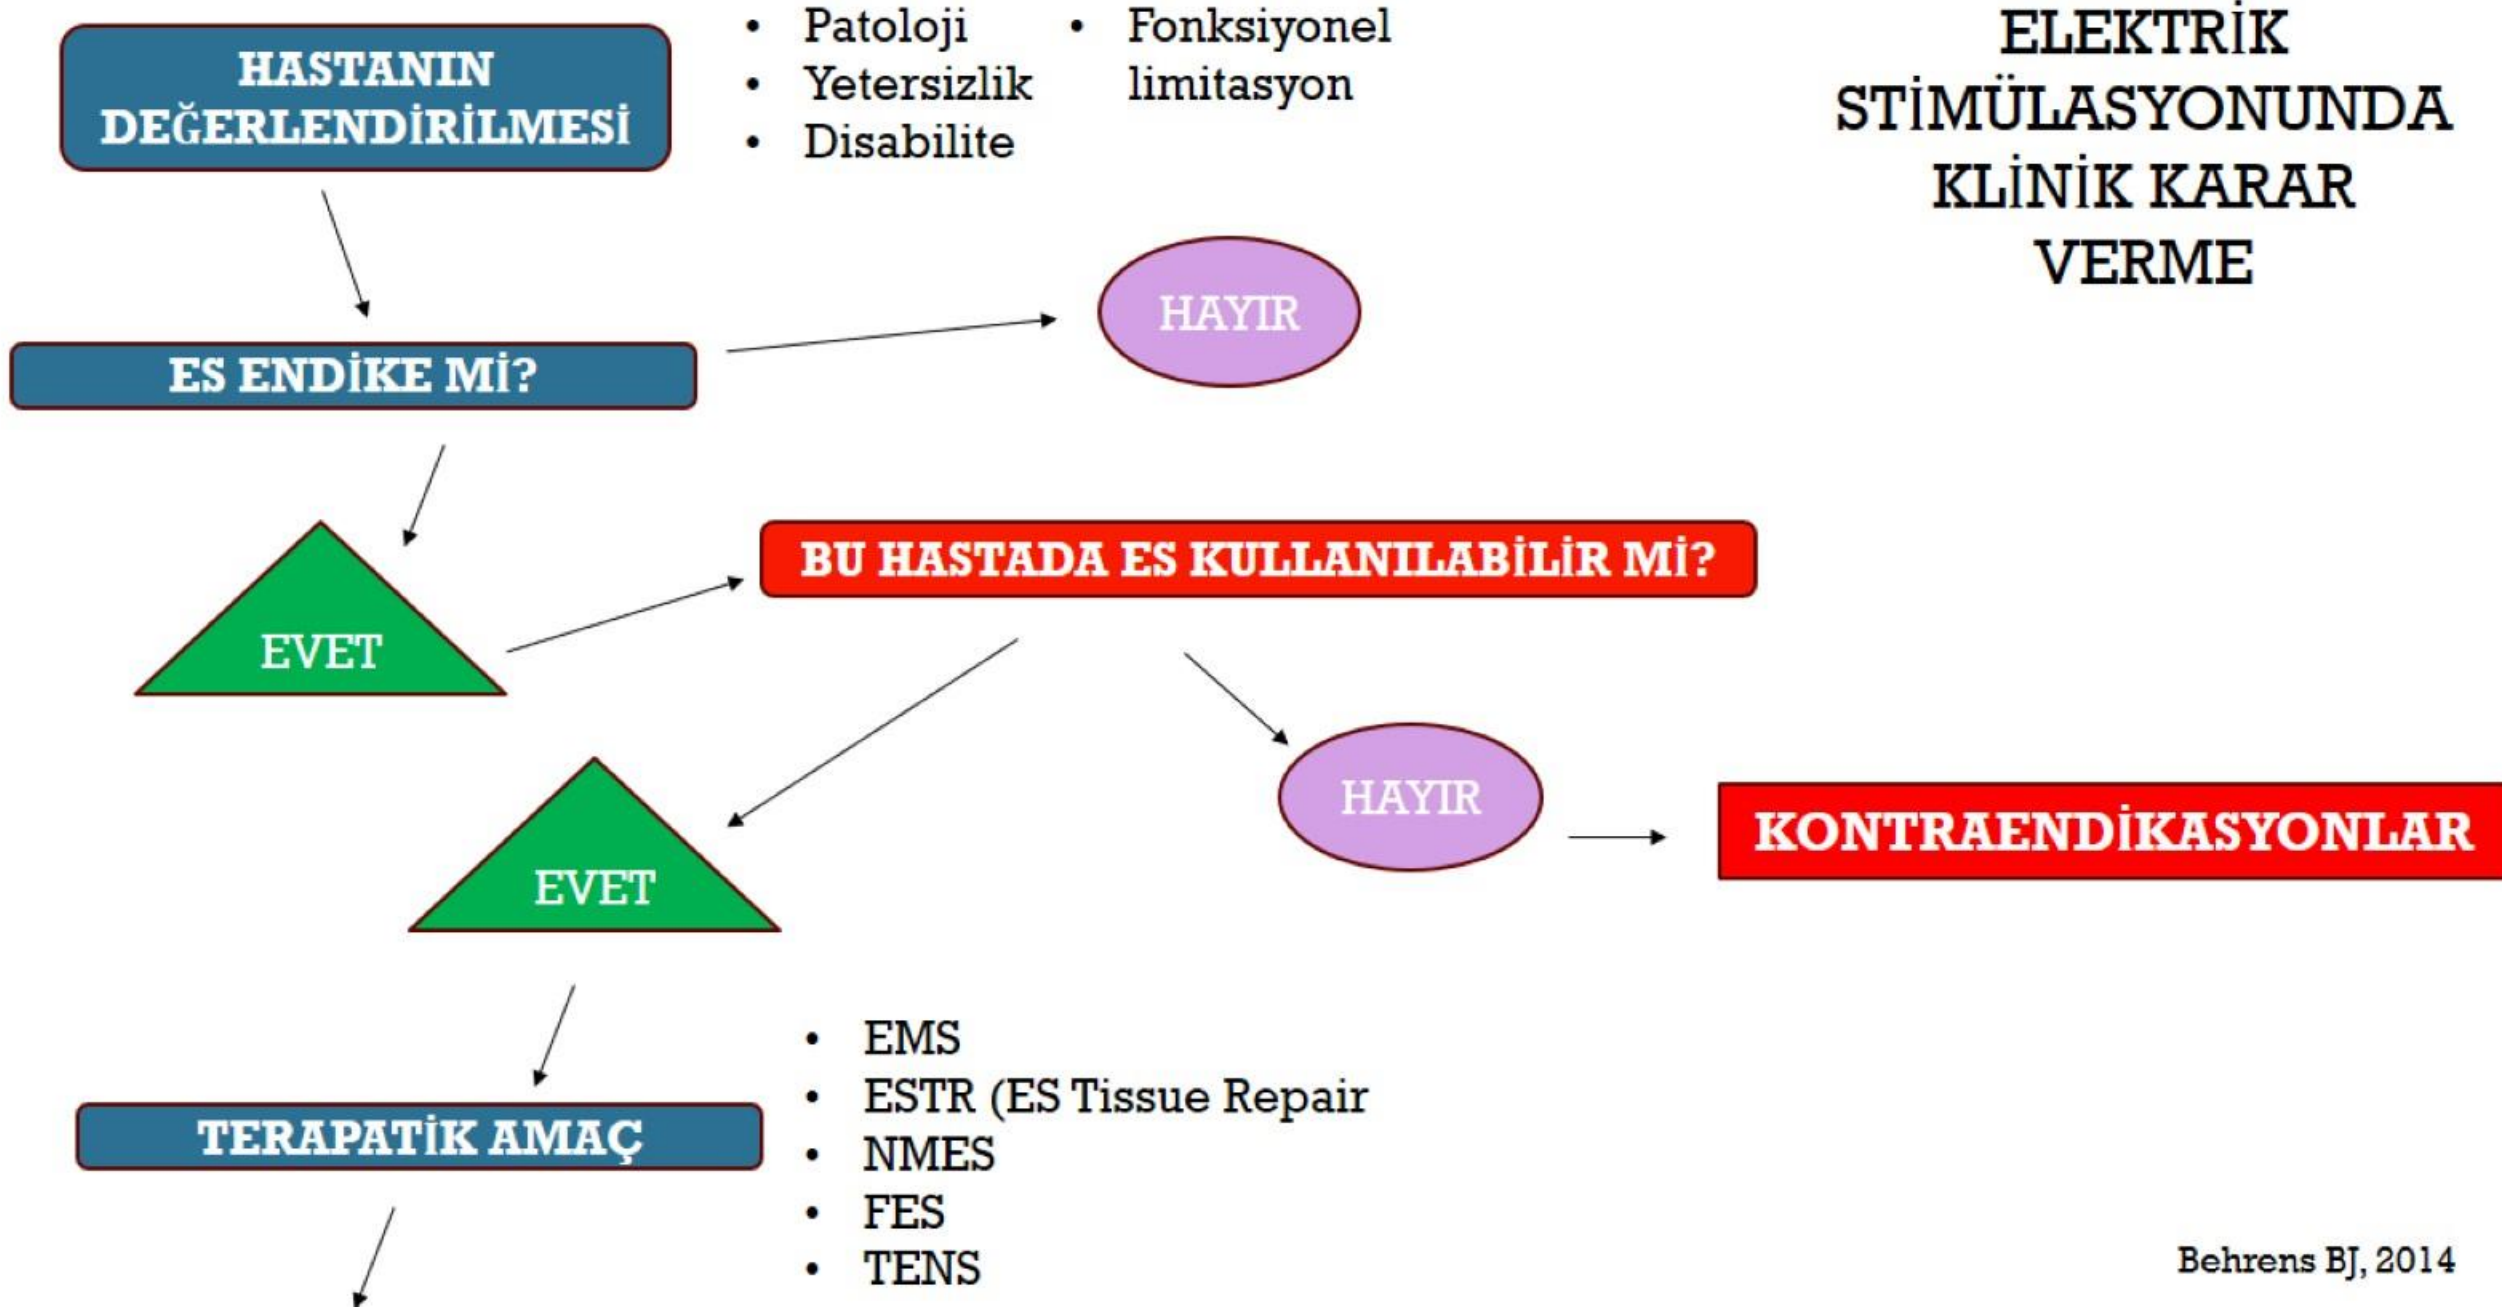 HASTANIN
DEĞERLENDİRİLMESİ
• Patoloji
• Yetersizlik
• Disabilite
• Fonksiyonel
limitasyon
ELEKTRİK
STİMÜLASYONUNDA
KLİNİK KARAR
VERME
HAYIR
ES ENDİKE Mİ?
BU HASTADA ES KULLANILABİLİR Mİ?
EVET
HAYIR
KONTRAENDİKASYONLAR
EVET
TERAPATİK AMAÇ
• EMS
• ESTR (ES Tissue Repair
• NMES
• FES
• TENS
Behrens BJ, 2014